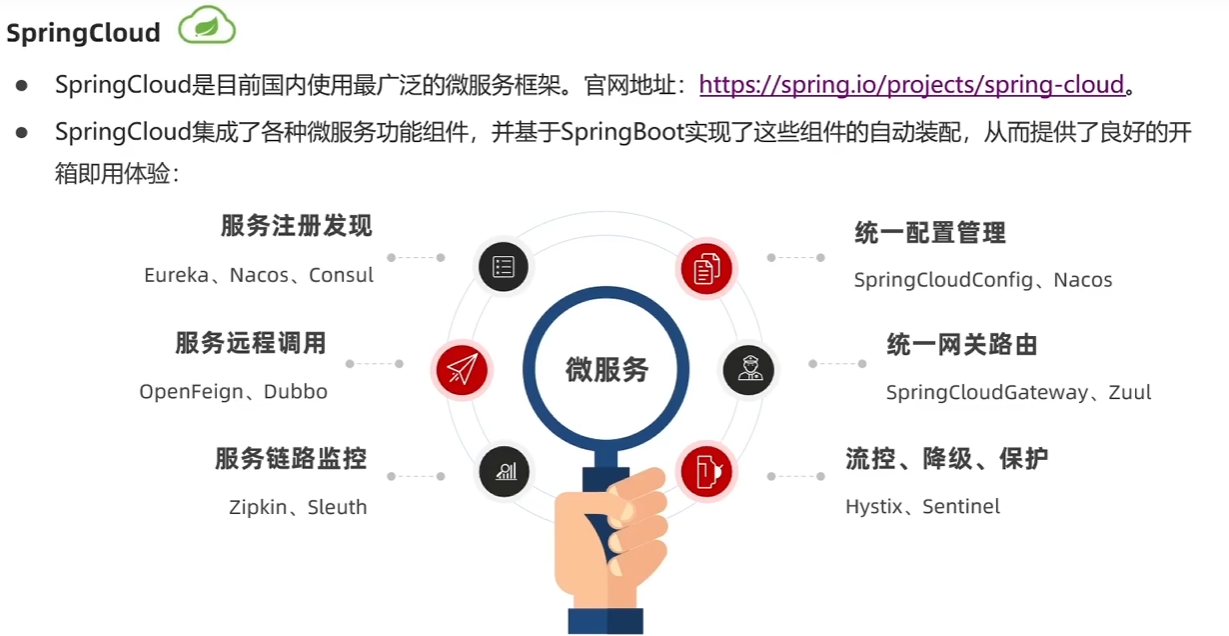 SpringCloud
SpringCloud是目前国内使用最广泛的微服务框架。官网地址：https://spring.io/projects/spring-cloud。
SpringCloud集成了各种微服务功能组件，并基于SpringBoot实现了这些组件的自动装配，从而提供了良好的开
箱即用体验：
服务注册发现
Eureka、Nacos、Consul
服务远程调用
OpenFeign、Dubbo
服务链路监控
Zipkin、Sleuth
微服务
统一配置管理
SpringCloudConfig、Nacos
统一网关路由
SpringCloudGateway、Zuul
流控、降级、保护
Hystix、Sentinel